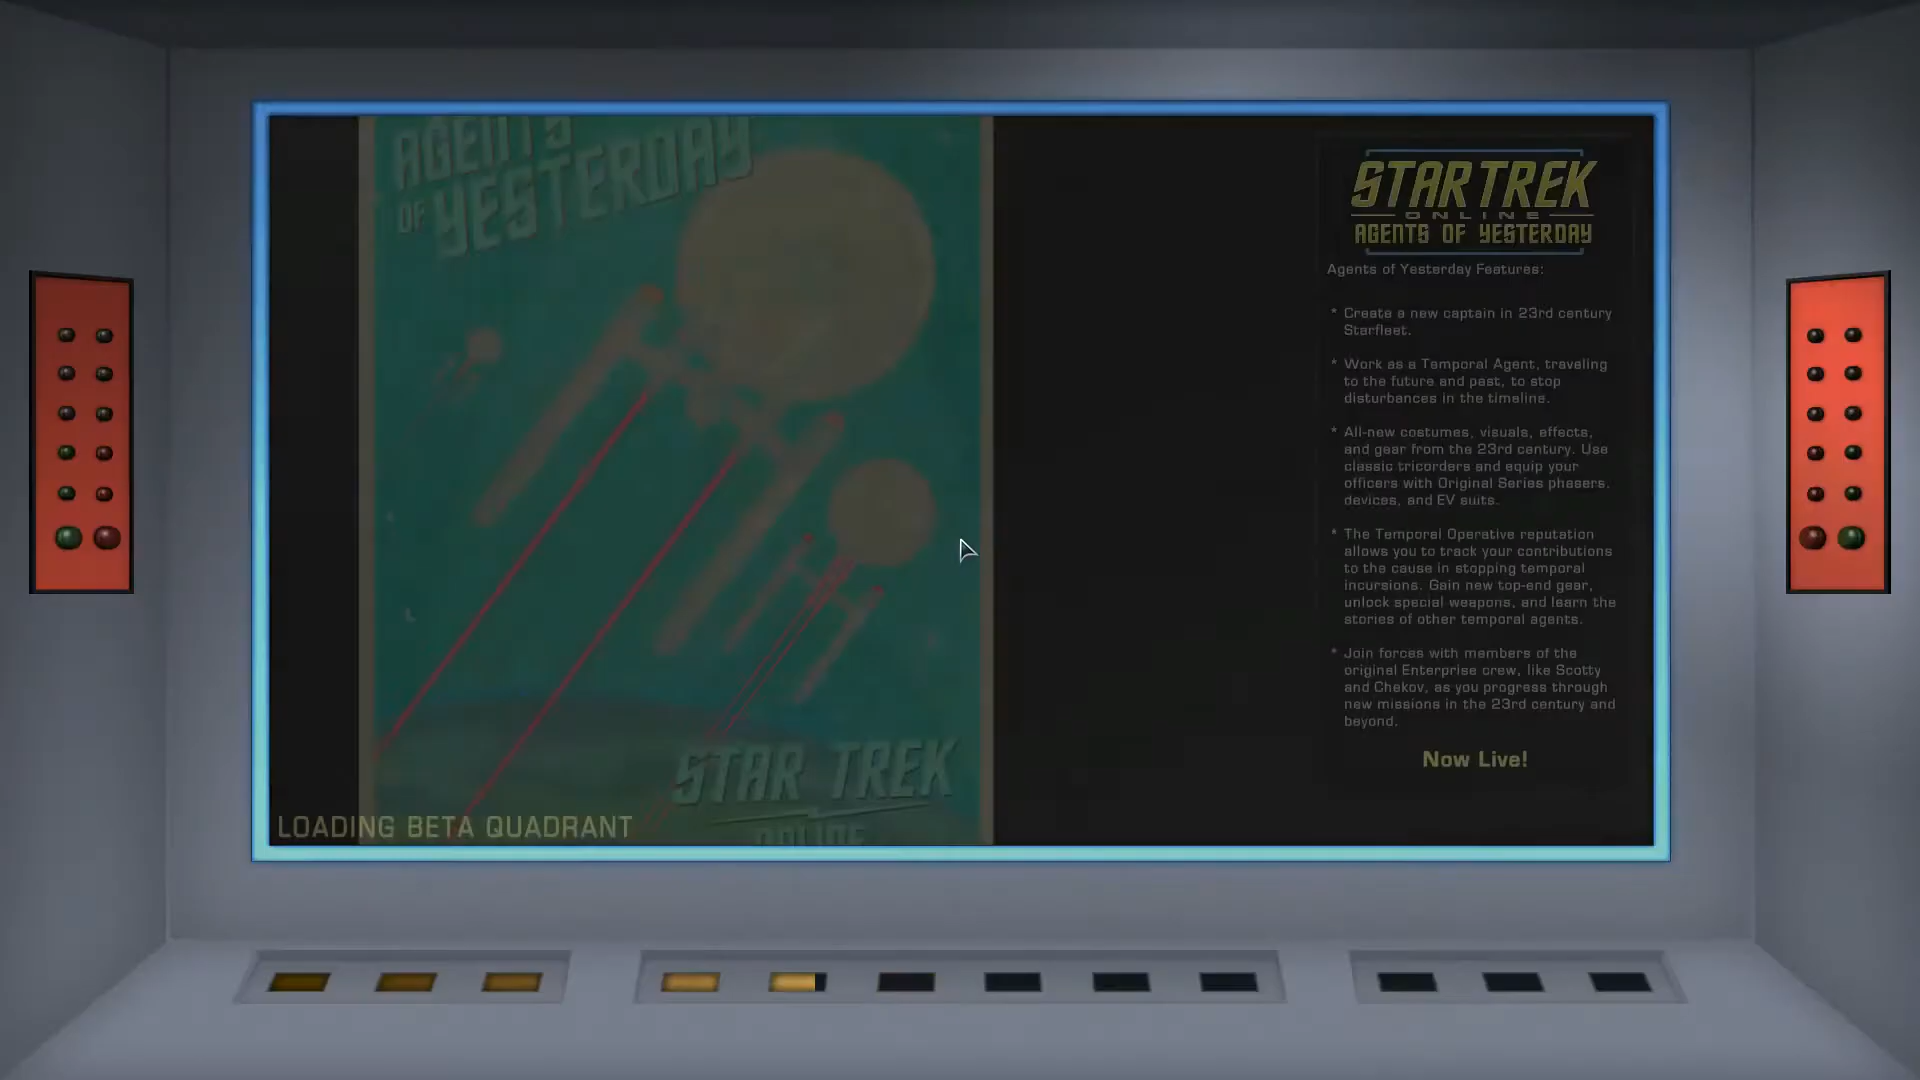 AGENTS
OF YESTERDAY
STAR TREK
ONLINE
LOADING BETA QUADRANT
STAR TREK
ONLINE
AGENTS OF YESTERDAY
Agents of Yesterday Features:
* Create a new captain in 23rd century
Starfleet.
* Work as a Temporal Agent, traveling
to the future and past, to stop
disturbances in the timeline.
* All-new costumes, visuals, effects,
and gear from the 23rd century. Use
classic tricorders and equip your
officers with Original Series phasers,
devices, and EV suits.
* The Temporal Operative reputation
allows you to track your contributions
to the cause in stopping temporal
incursions. Gain new top-end gear,
unlock special weapons, and learn the
stories of other temporal agents.
* Join forces with members of the
original Enterprise crew, like Scotty
and Chekov, as you progress through
new missions in the 23rd century and
beyond.
Now Live!